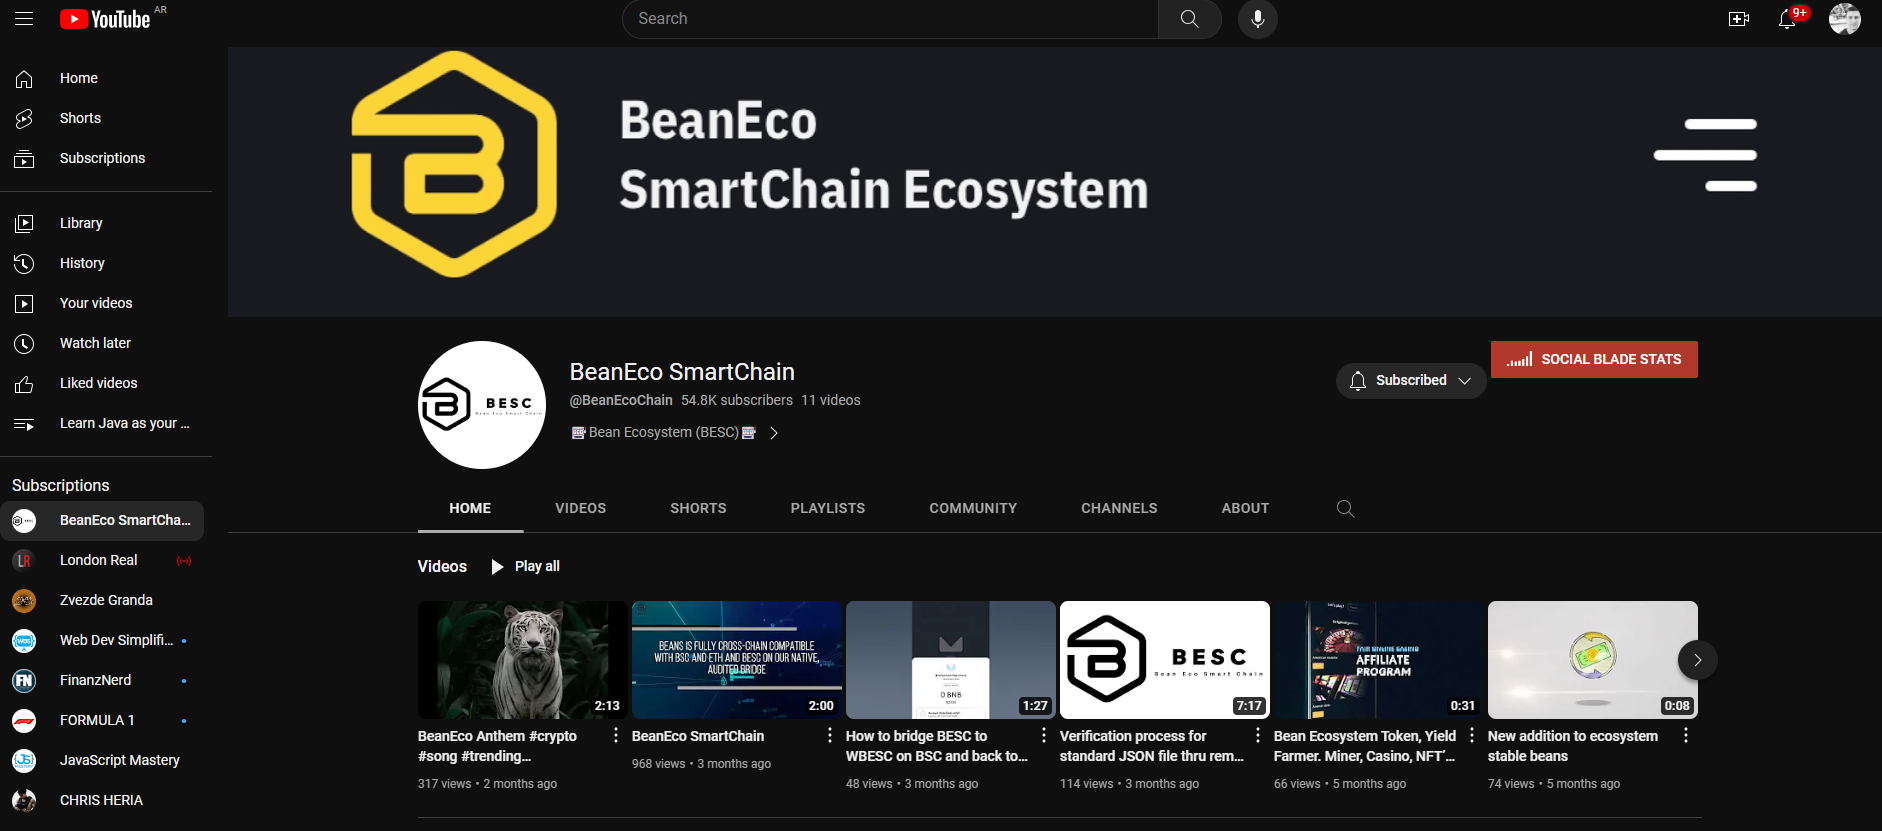 YouTube AR
Search
9+
Home
Shorts
Subscriptions
Library
History
Your videos
Watch later
Liked videos
Learn Java as your ...
Subscriptions
BeanEco SmartCha...
London Real
Zvezde Granda
Web Dev Simplifi...
FinanzNerd
FORMULA 1
JavaScript Mastery
CHRIS HERIA
BeanEco
SmartChain Ecosystem
BESC
Bean Eco Smart Chain
BeanEco SmartChain
@BeanEcoChain 54.8K subscribers 11 videos
Bean Ecosystem (BESC)
Subscribed
SOCIAL BLADE STATS
HOME VIDEOS SHORTS PLAYLISTS COMMUNITY CHANNELS ABOUT
Videos Play all
2:13
BeanEco Anthem #crypto
#song #trending...
317 views • 2 months ago
BEANS IS FULLY CROSS-CHAIN COMPATIBLE
WITH BSC AND ETH AND BESC ON OUR NATIVE,
AUDITED BRIDGE
2:00
BeanEco SmartChain
968 views • 3 months ago
0 BNB
1:27
How to bridge BESC to
WBESC on BSC and back to...
48 views • 3 months ago
BESC
Bean Eco Smart Chain
7:17
Verification process for
standard JSON file thru rem...
114 views • 3 months ago
AFFILIATE
PROGRAM
0:31
Bean Ecosystem Token, Yield
Farmer. Miner, Casino, NFT'...
66 views • 5 months ago
0:08
New addition to ecosystem
stable beans
74 views • 5 months ago